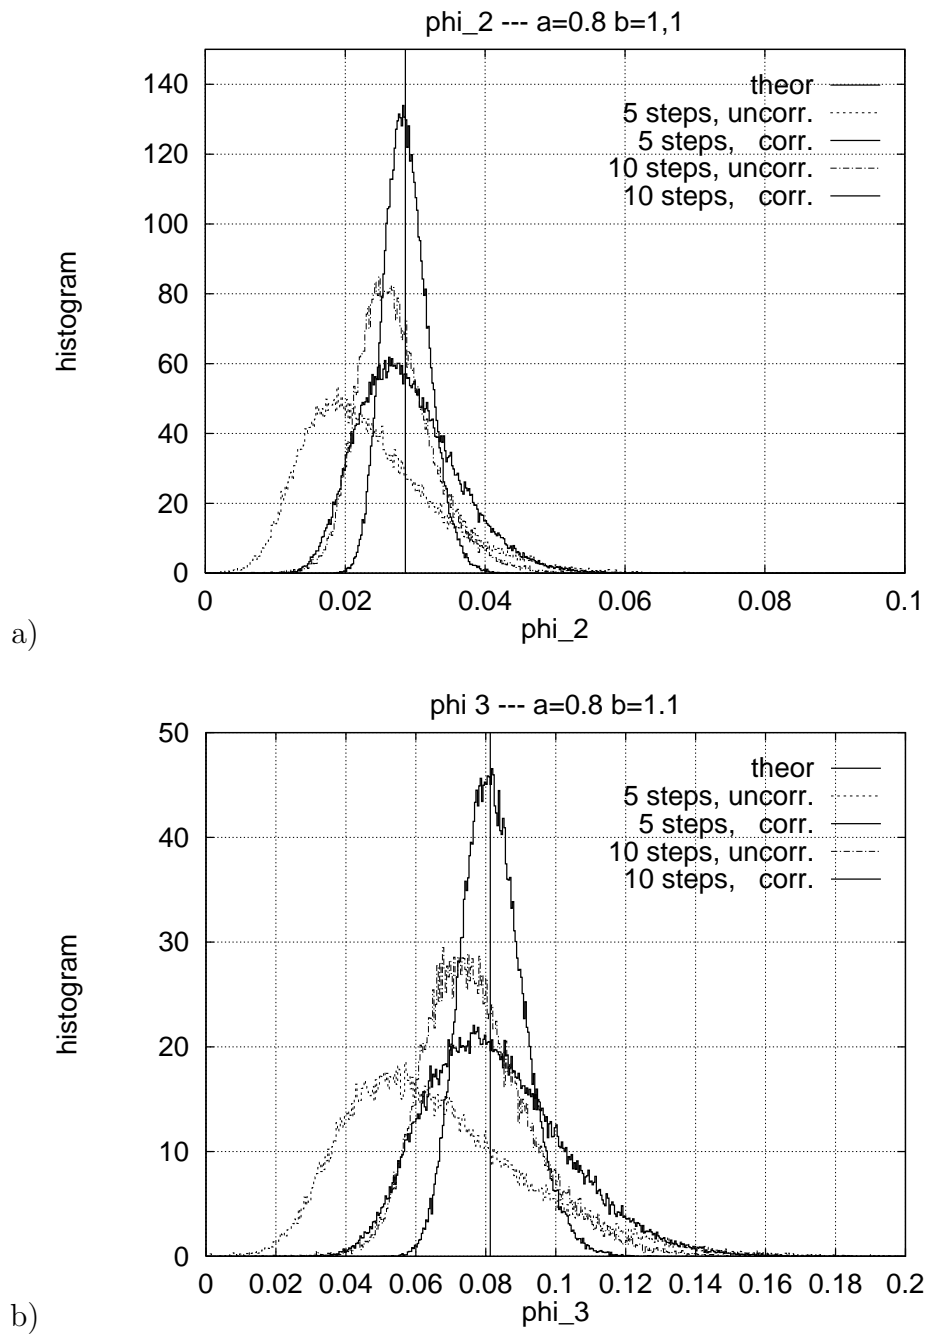 phi_2 --- a=0.8 b=1,1
140
120
100
80
60
40
20
0
histogram
theor
5 steps, uncorr.
5 steps, corr.
10 steps, uncorr.
10 steps, corr.
0 0.02 0.04 0.06 0.08 0.1
phi_2
a)
phi 3 --- a=0.8 b=1.1
50
40
30
20
10
0
histogram
theor
5 steps, uncorr.
5 steps, corr.
10 steps, uncorr.
10 steps, corr.
0 0.02 0.04 0.06 0.08 0.1 0.12 0.14 0.16 0.18 0.2
phi_3
b)